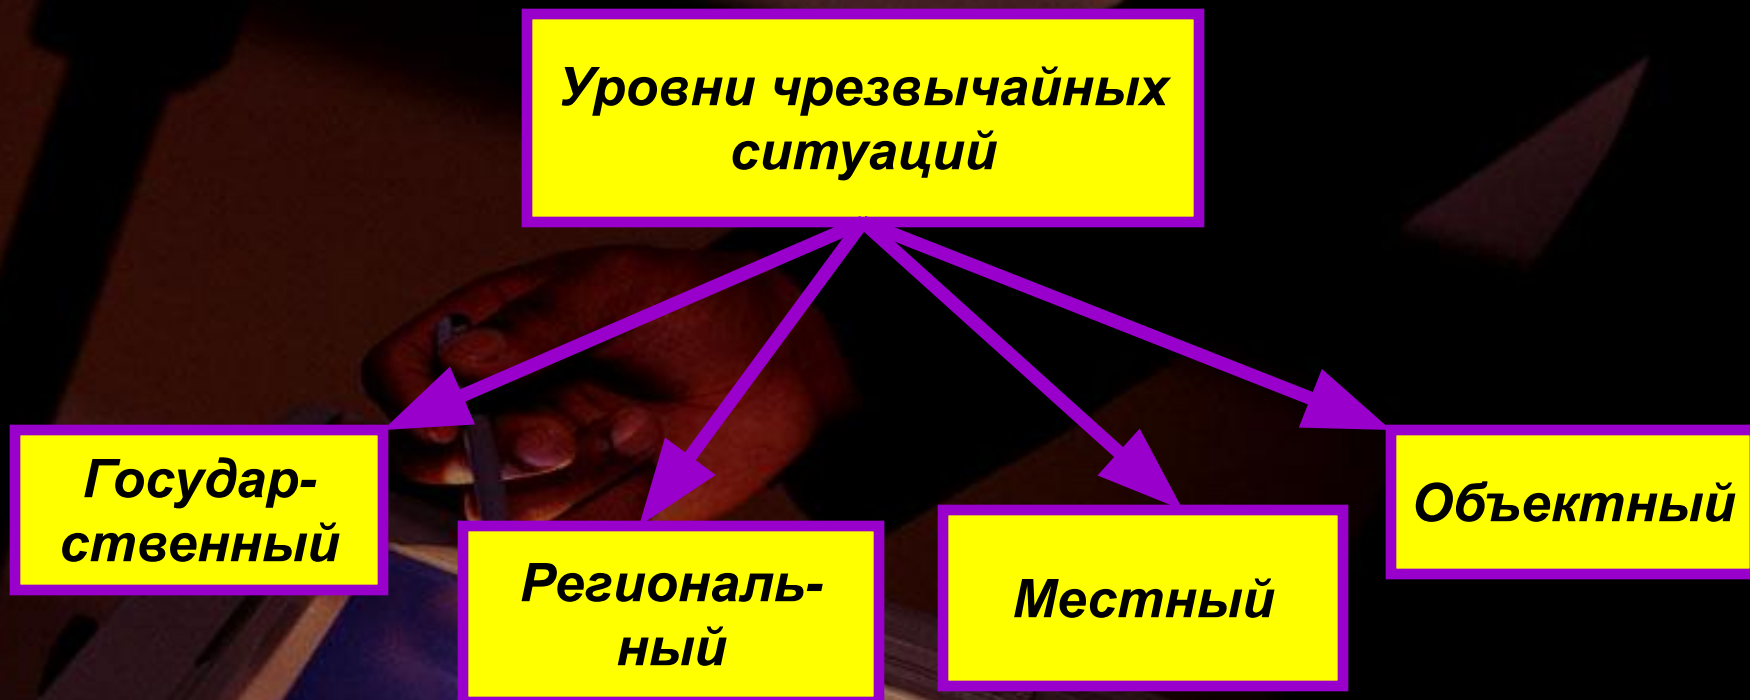 Уровни чрезвычайных
ситуаций
Государ-
ственный
Региональ-
ный
Местный
Объектный